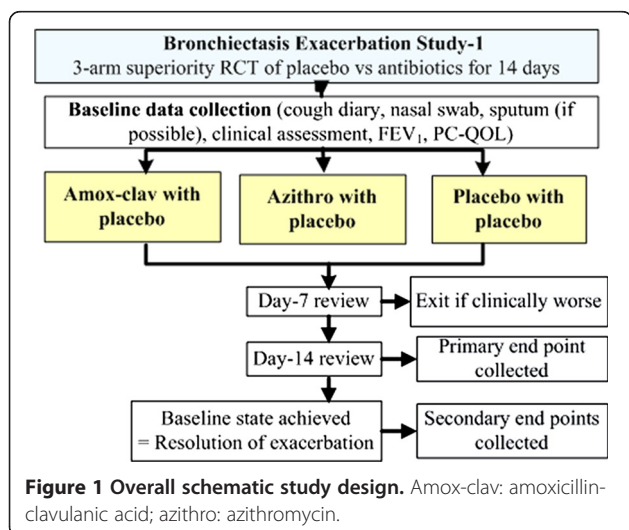 Bronchiectasis Exacerbation Study-1
3-arm superiority RCT of placebo vs antibiotics for 14 days
Baseline data collection (cough diary, nasal swab, sputum (if
possible), clinical assessment, FEV₁, PC-QOL)
Amox-clav with
placebo
Azithro with
placebo
Placebo with
placebo
Day-7 review
Exit if clinically worse
Day-14 review
Primary end point
collected
Baseline state achieved
= Resolution of exacerbation
Secondary end points
collected
Figure 1 Overall schematic study design. Amox-clav: amoxicillin-
clavulanic acid; azithro: azithromycin.